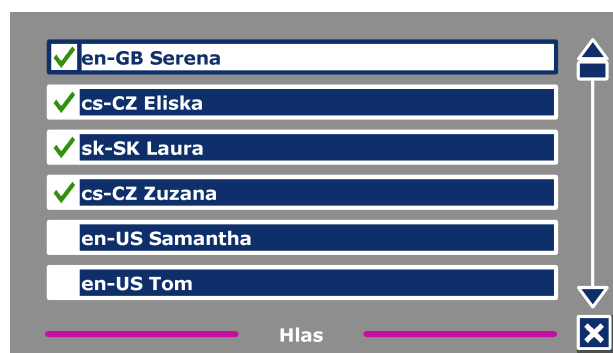 en-GB Serena
cs-CZ Eliska
sk-SK Laura
cs-CZ Zuzana
en-US Samantha
en-US Tom
Hlas